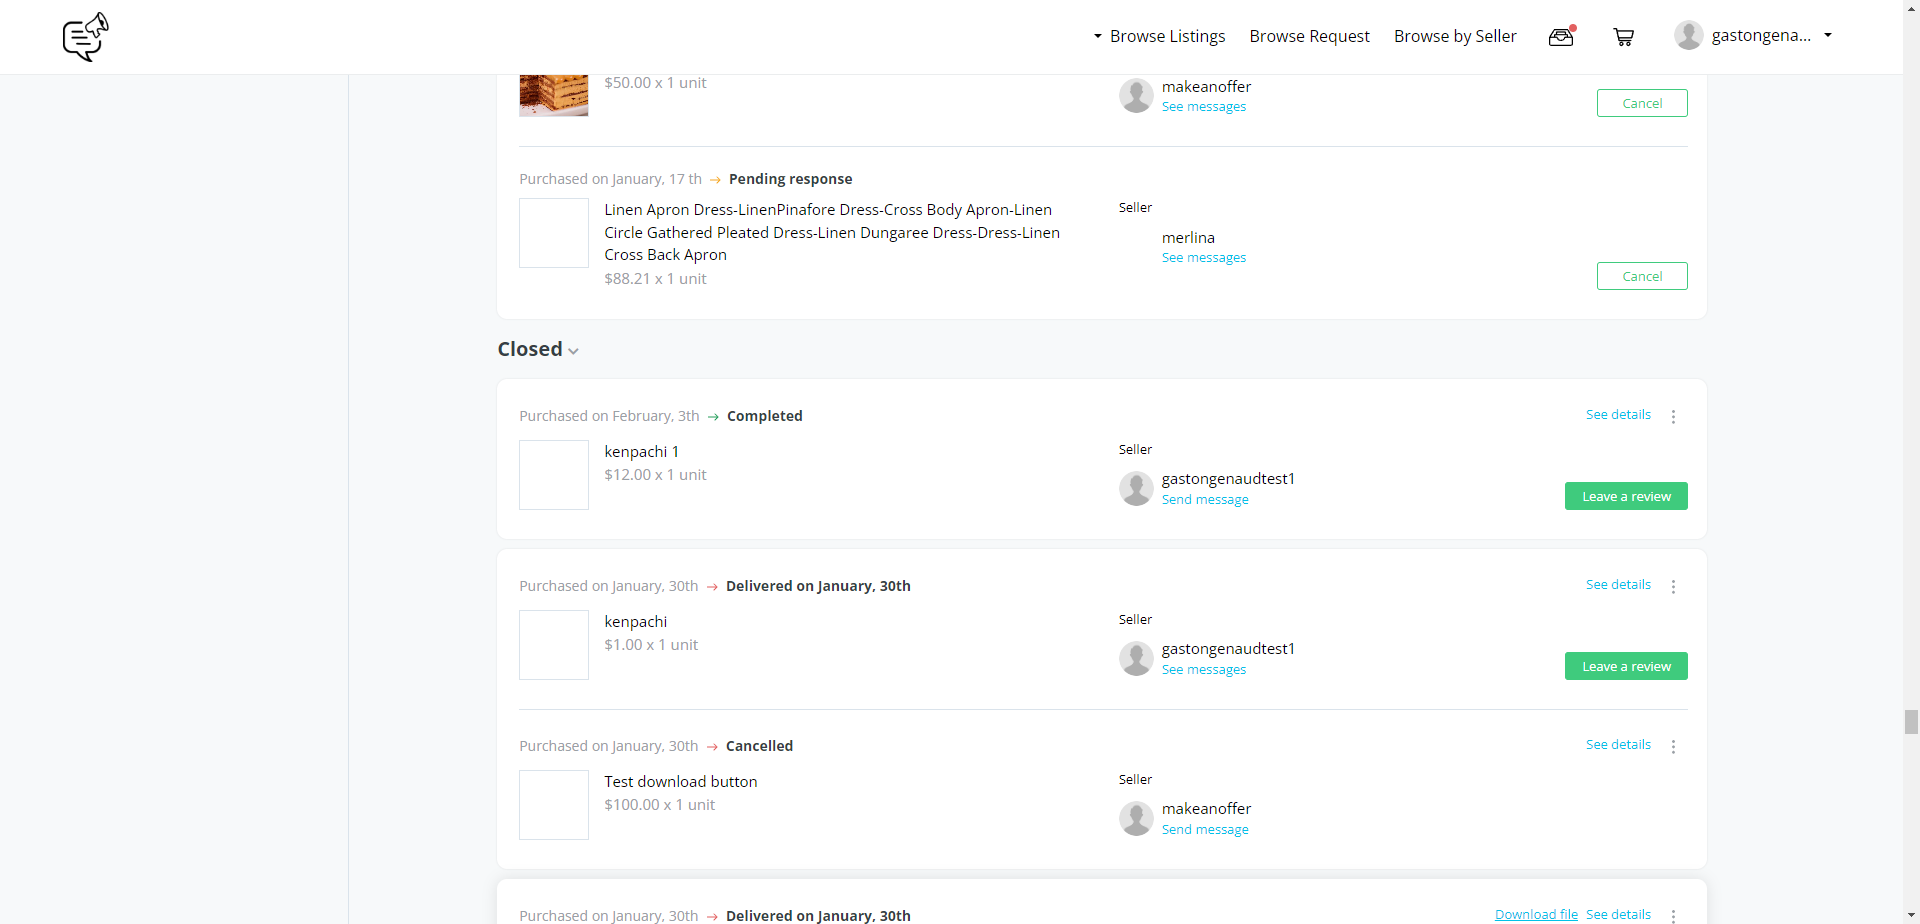 Browse Listings Browse Request Browse by Seller gastongena...
$50.00 x 1 unit
makeanoffer
See messages
Cancel
Purchased on January, 17 th → Pending response
Linen Apron Dress-LinenPinafore Dress-Cross Body Apron-Linen
Circle Gathered Pleated Dress-Linen Dungaree Dress-Dress-Linen
Cross Back Apron
$88.21 x 1 unit
Seller
merlina
See messages
Cancel
Closed
Purchased on February, 3th → Completed
See details
kenpachi 1
$12.00 x 1 unit
Seller
gastongenaudtest1
Send message
Leave a review
Purchased on January, 30th → Delivered on January, 30th
See details
kenpachi
$1.00 x 1 unit
Seller
gastongenaudtest1
See messages
Leave a review
Purchased on January, 30th → Cancelled
See details
Test download button
$100.00 x 1 unit
Seller
makeanoffer
Send message
Purchased on January, 30th → Delivered on January, 30th
Download file See details